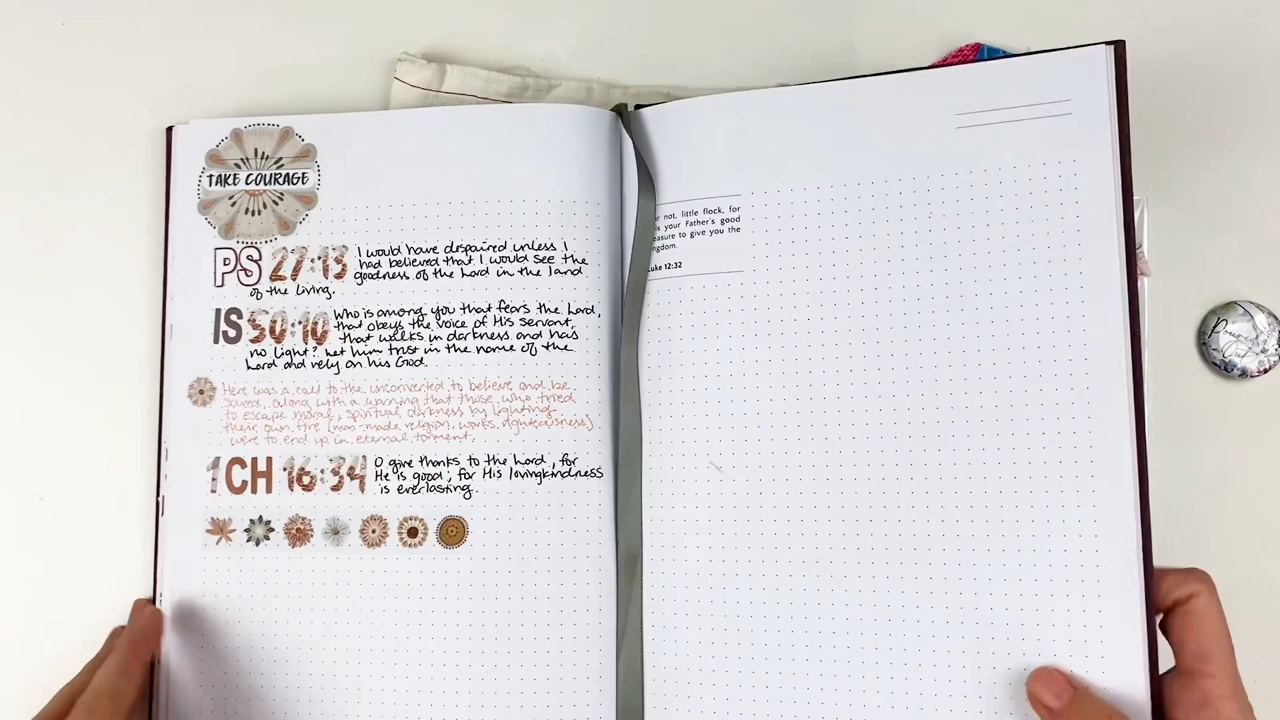 TAKE COURAGE
PS 27:13 I would have despaired unless I
had believed that I would see the
goodness of the Lord in the land
of the living.
IS 50:10 Who is among you that fears the Lord,
that obeys the voice of His servant,
that walks in darkness and has
no light? Let him trust in the name of the
Lord and rely on his God.
Here was a call to the unconverted to believe and be
saved, along with a warning that those who tried
to escape moral, spiritual darkness by lighting
their own fire (man-made religion, works righteousness)
were to end up in eternal torment.
1CH 16:34 O give thanks to the Lord, for
He is good; for His lovingkindness
is everlasting.
ar not, little flock, for
is your Father's good
easure to give you the
ngdom.
Luke 12:32